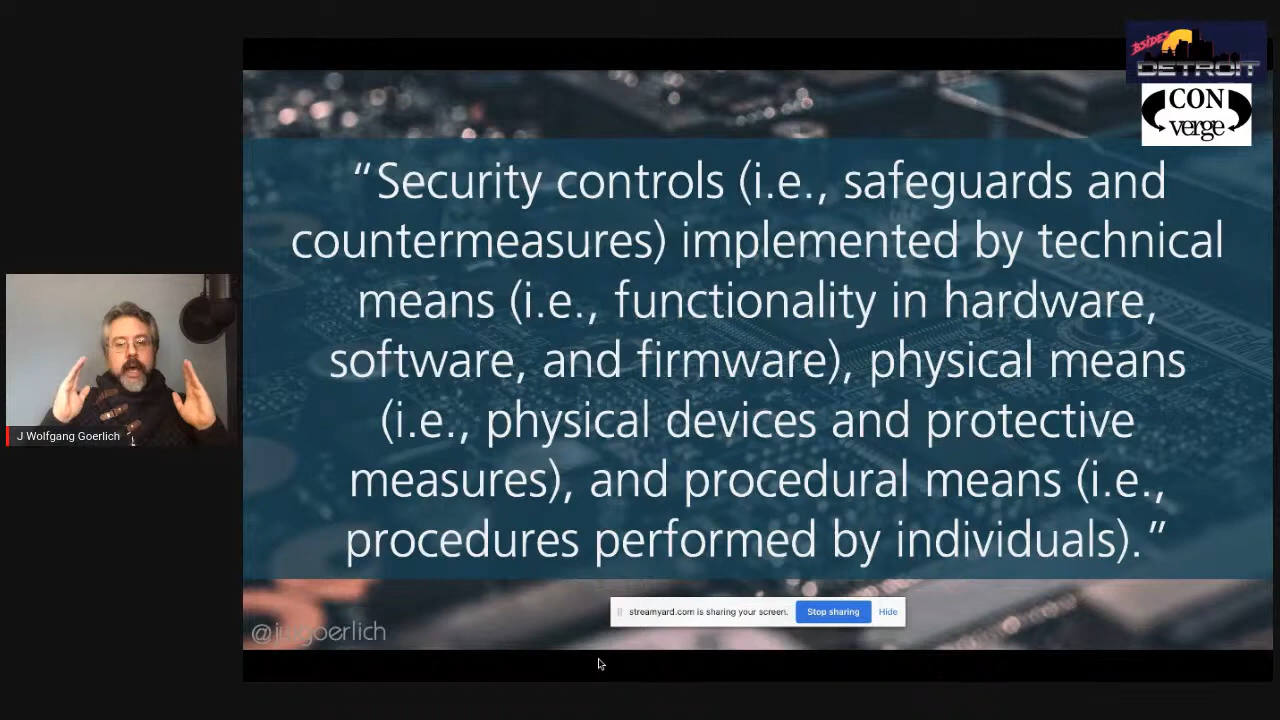 BSIDES
DETROIT
CON
verge
“Security controls (i.e., safeguards and
countermeasures) implemented by technical
means (i.e., functionality in hardware,
software, and firmware), physical means
(i.e., physical devices and protective
measures), and procedural means (i.e.,
procedures performed by individuals).”
J Wolfgang Goerlich
streamyard.com is sharing your screen. Stop sharing Hide
@jwgoerlich